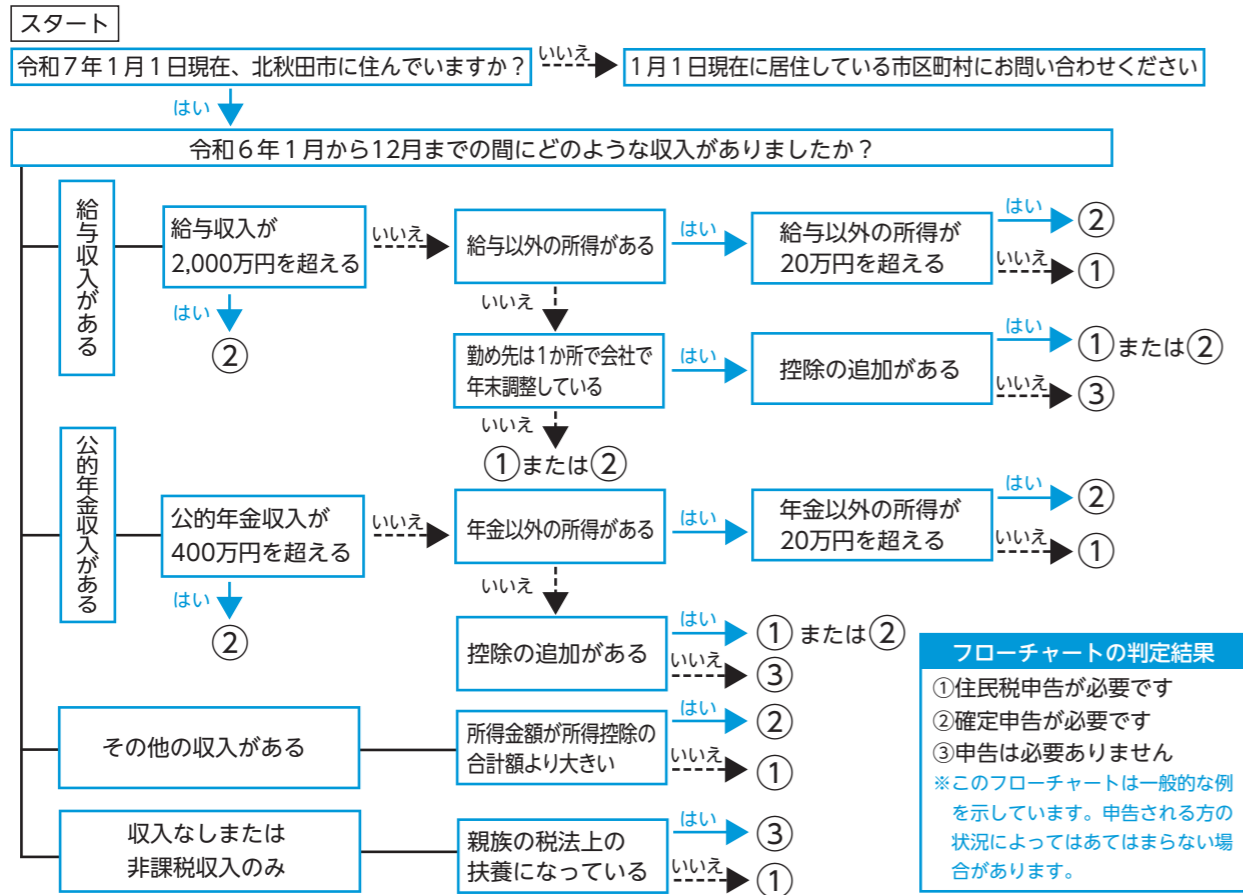 スタート
令和７年１月１日現在、北秋田市に住んでいますか？
いいえ
１月１日現在に居住している市区町村にお問い合わせください
はい
令和６年１月から12月までの間にどのような収入がありましたか？
給与収入がある
給与収入が
2,000万円を超える
いいえ
給与以外の所得がある
はい
給与以外の所得が
20万円を超える
はい
②
いいえ
①
はい
②
いいえ
勤め先は１か所で会社で
年末調整している
はい
控除の追加がある
はい
①または②
いいえ
③
いいえ
①または②
公的年金収入がある
公的年金収入が
400万円を超える
いいえ
年金以外の所得がある
はい
年金以外の所得が
20万円を超える
はい
②
いいえ
①
はい
②
いいえ
控除の追加がある
はい
①または②
いいえ
③
その他の収入がある
所得金額が所得控除の
合計額より大きい
はい
②
いいえ
①
収入なしまたは
非課税収入のみ
親族の税法上の
扶養になっている
はい
③
いいえ
①
フローチャートの判定結果
①住民税申告が必要です
②確定申告が必要です
③申告は必要ありません
※このフローチャートは一般的な例
を示しています。申告される方の
状況によってはあてはまらない場
合があります。